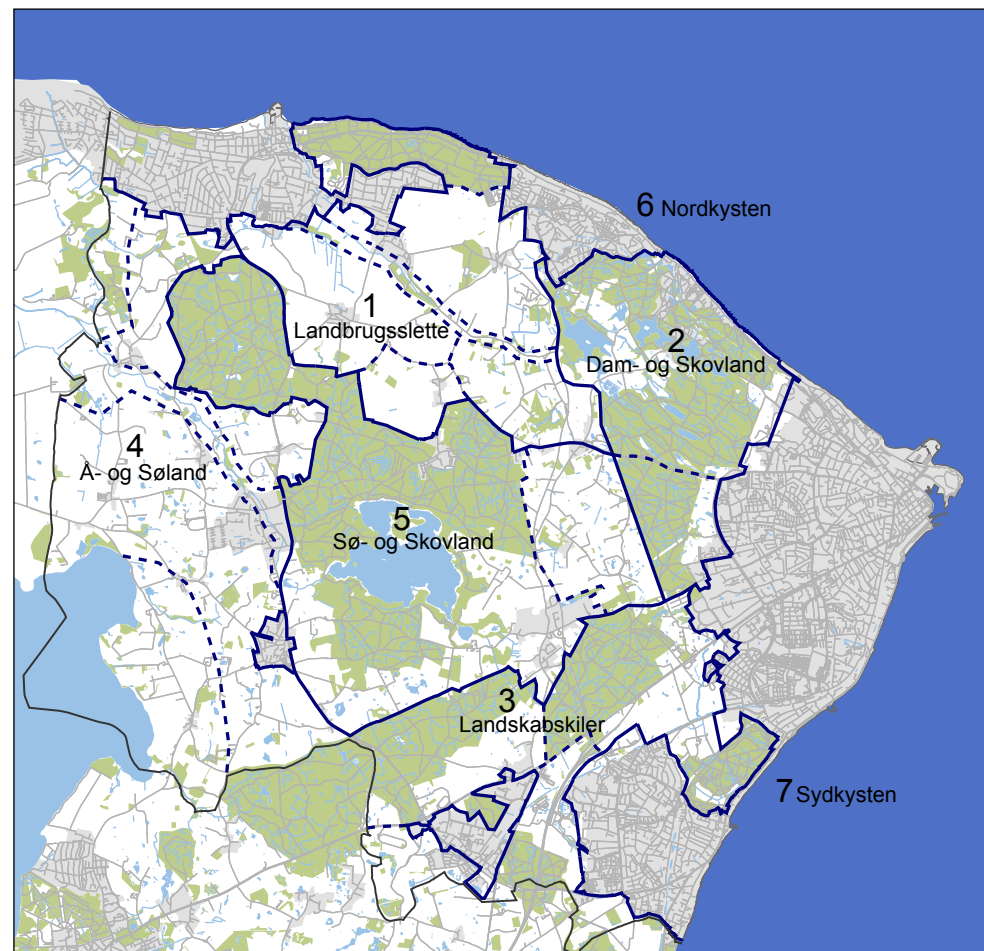 6 Nordkysten
1
Landbrugsslette
2
Dam- og Skovland
4
Å- og Søland
5
Sø- og Skovland
3
Landskabskiler
7 Sydkysten